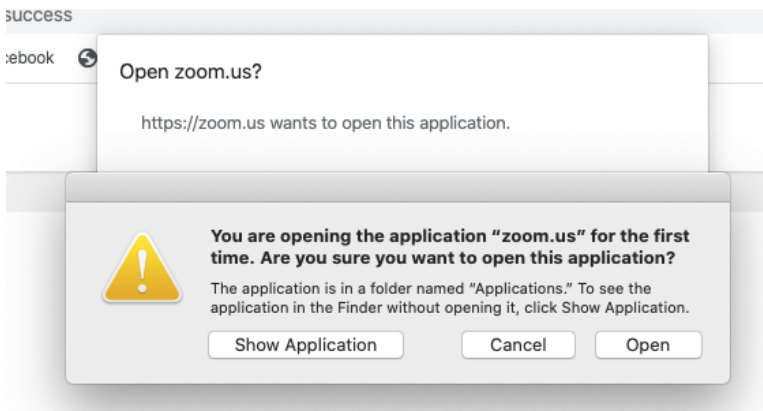 success
cebook
Open zoom.us?
https://zoom.us wants to open this application.
You are opening the application “zoom.us” for the first
time. Are you sure you want to open this application?
The application is in a folder named “Applications.” To see the
application in the Finder without opening it, click Show Application.
Show Application Cancel Open